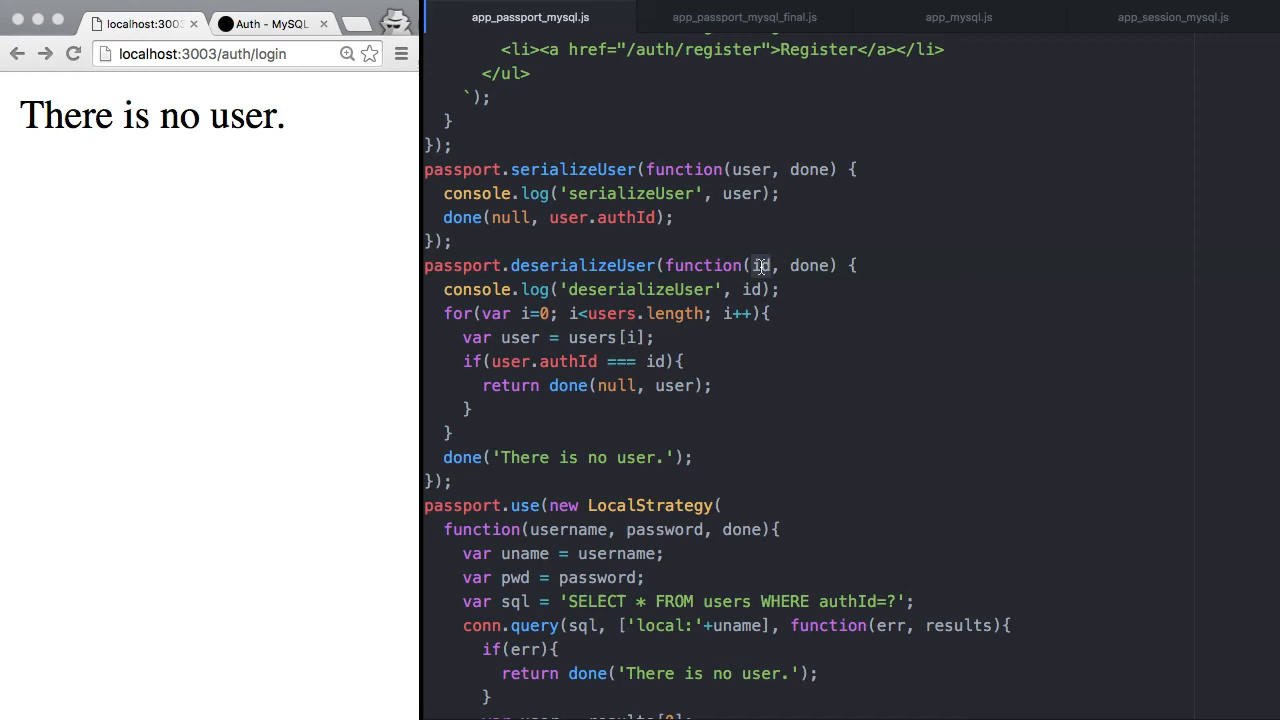 localhost:3003
Auth - MySQL
localhost:3003/auth/login
There is no user.
app_passport_mysql.js
app_passport_mysql_final.js
app_mysql.js
app_session_mysql.js
<li><a href="/auth/register">Register</a></li>
</ul>
`);
}
});
passport.serializeUser(function(user, done) {
console.log('serializeUser', user);
done(null, user.authId);
});
passport.deserializeUser(function(id, done) {
console.log('deserializeUser', id);
for(var i=0; i<users.length; i++){
var user = users[i];
if(user.authId === id){
return done(null, user);
}
}
done('There is no user.');
});
passport.use(new LocalStrategy(
function(username, password, done){
var uname = username;
var pwd = password;
var sql = 'SELECT * FROM users WHERE authId=?';
conn.query(sql, ['local:'+uname], function(err, results){
if(err){
return done('There is no user.');
}